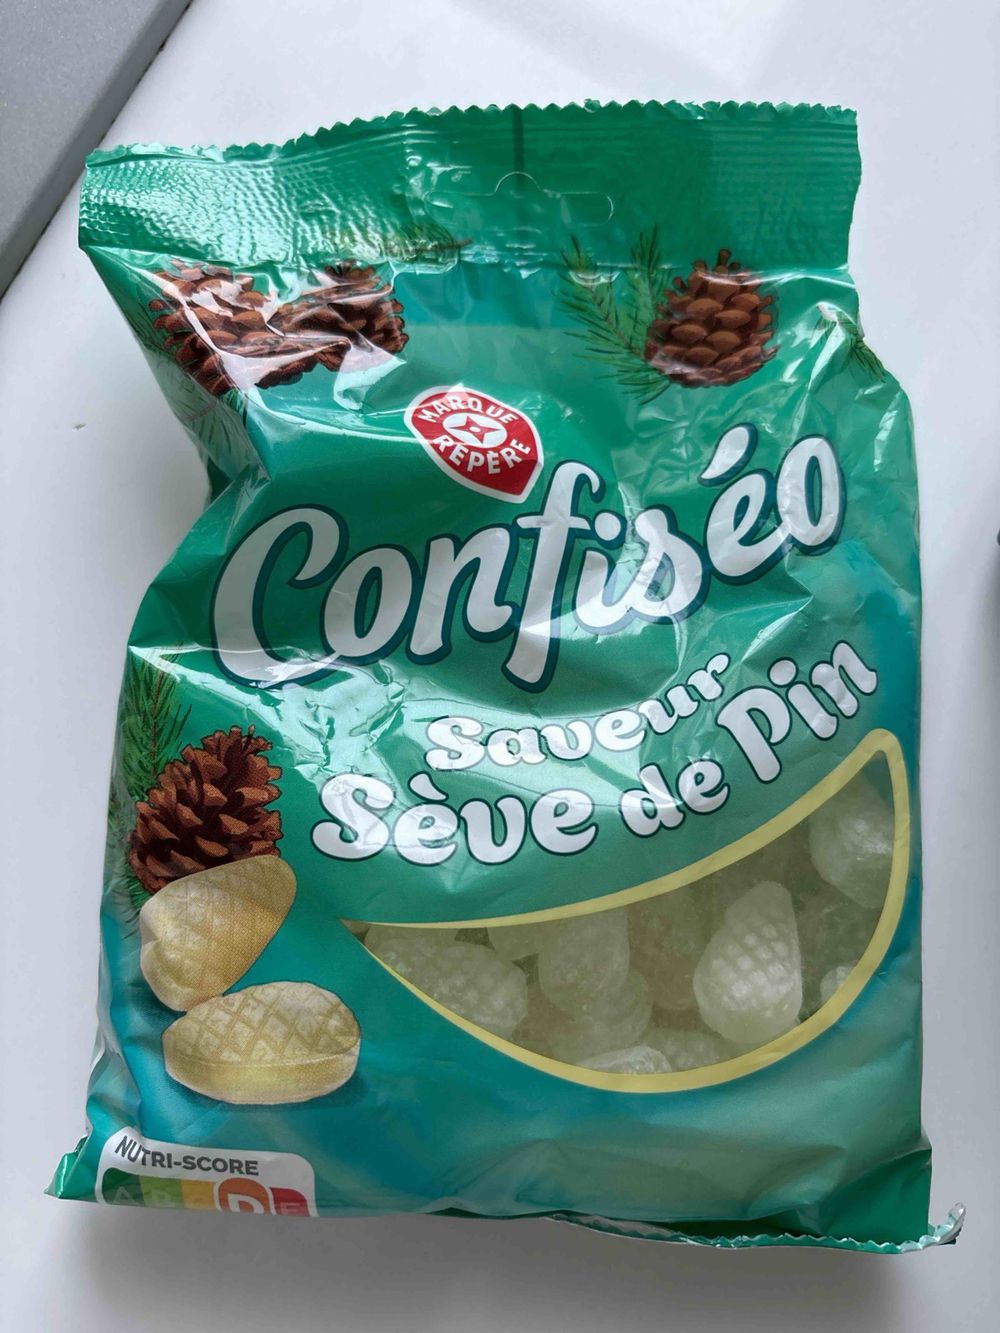 MARQUE
REPÈRE
Confiséo
Saveur
Sève de Pin
NUTRI-SCORE
A B C D E